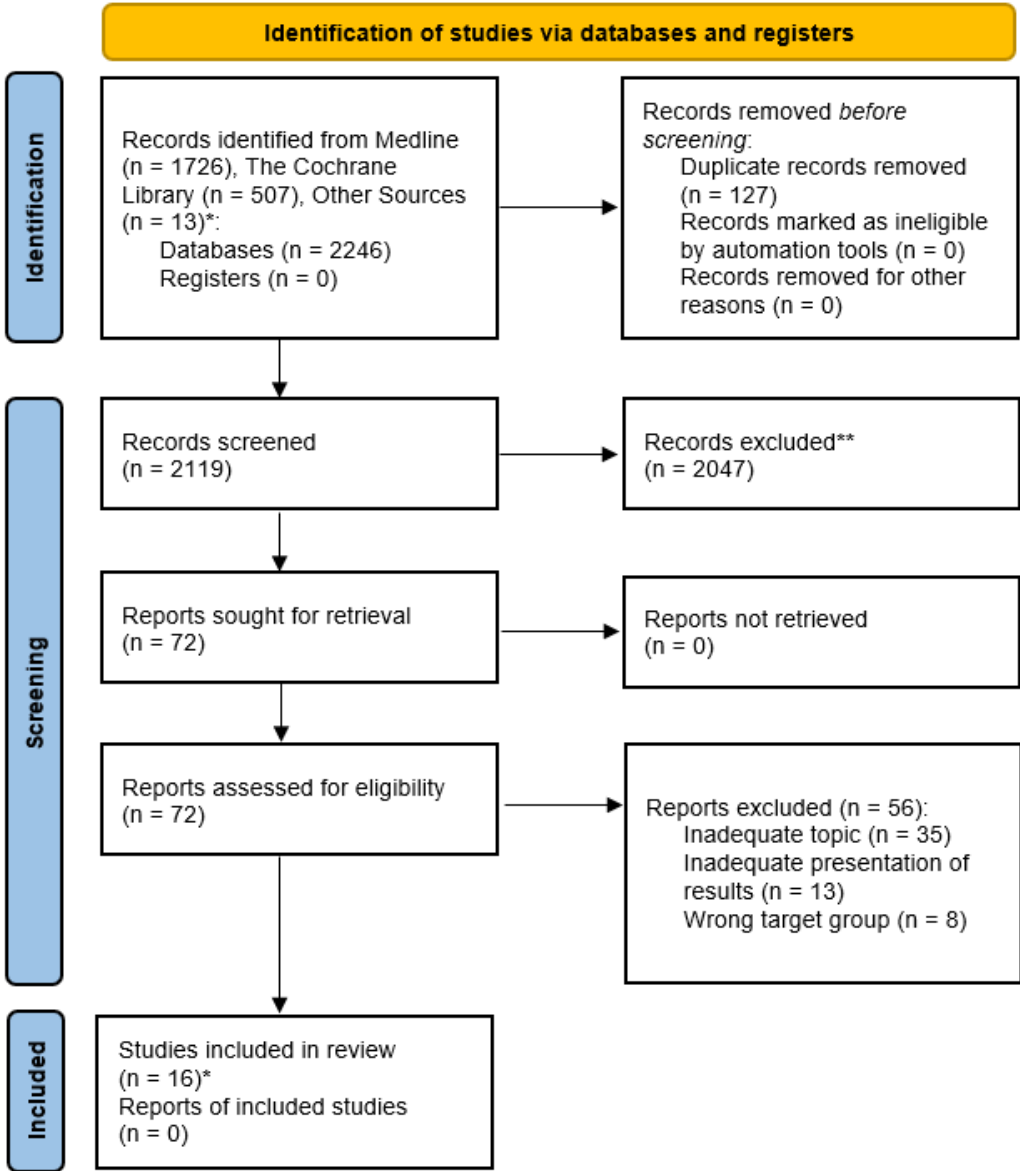 Identification of studies via databases and registers
Identification
Records identified from Medline
(n = 1726), The Cochrane
Library (n = 507), Other Sources
(n = 13)*:
Databases (n = 2246)
Registers (n = 0)
Records removed before
screening:
Duplicate records removed
(n = 127)
Records marked as ineligible
by automation tools (n = 0)
Records removed for other
reasons (n = 0)
Screening
Records screened
(n = 2119)
Records excluded**
(n = 2047)
Reports sought for retrieval
(n = 72)
Reports not retrieved
(n = 0)
Reports assessed for eligibility
(n = 72)
Reports excluded (n = 56):
Inadequate topic (n = 35)
Inadequate presentation of
results (n = 13)
Wrong target group (n = 8)
Included
Studies included in review
(n = 16)*
Reports of included studies
(n = 0)